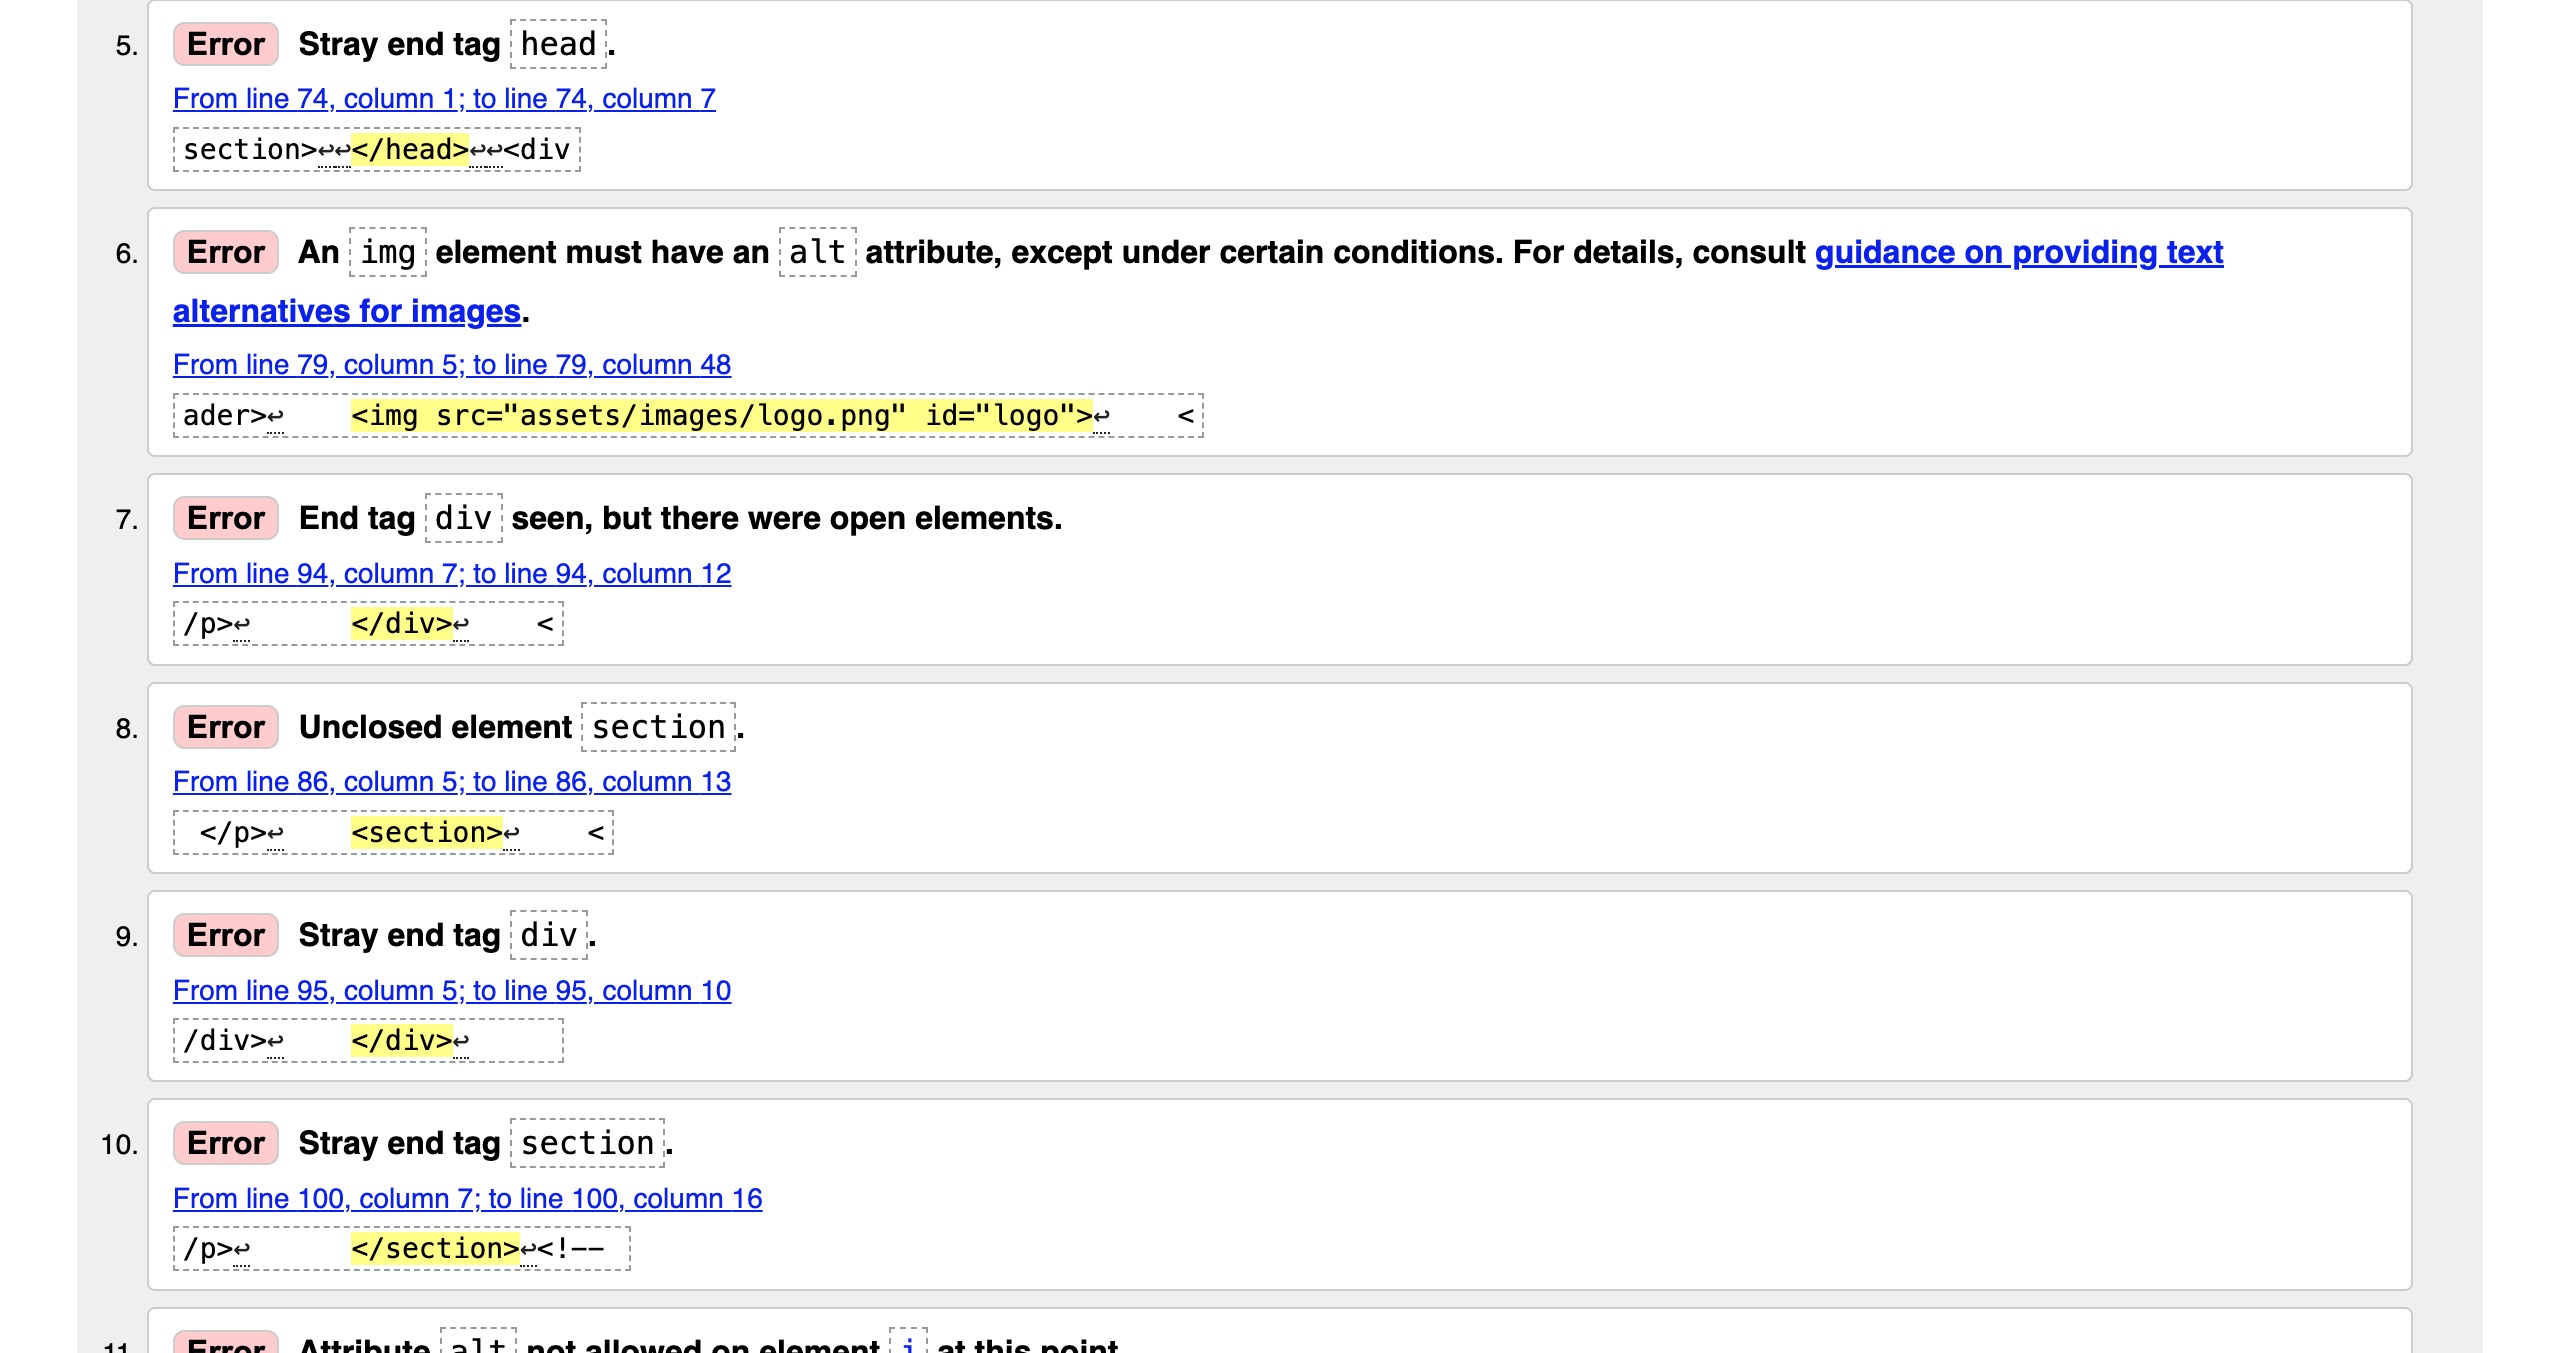 5. Error Stray end tag head.
From line 74, column 1; to line 74, column 7
section>↩↩</head>↩↩<div
6. Error An img element must have an alt attribute, except under certain conditions. For details, consult guidance on providing text
alternatives for images.
From line 79, column 5; to line 79, column 48
ader>↩    <img src="assets/images/logo.png" id="logo">↩    <
7. Error End tag div seen, but there were open elements.
From line 94, column 7; to line 94, column 12
/p>↩      </div>↩    <
8. Error Unclosed element section.
From line 86, column 5; to line 86, column 13
</p>↩    <section>↩    <
9. Error Stray end tag div.
From line 95, column 5; to line 95, column 10
/div>↩    </div>↩
10. Error Stray end tag section.
From line 100, column 7; to line 100, column 16
/p>↩      </section>↩<!--
11. Error Attribute alt not allowed on element i at this point.